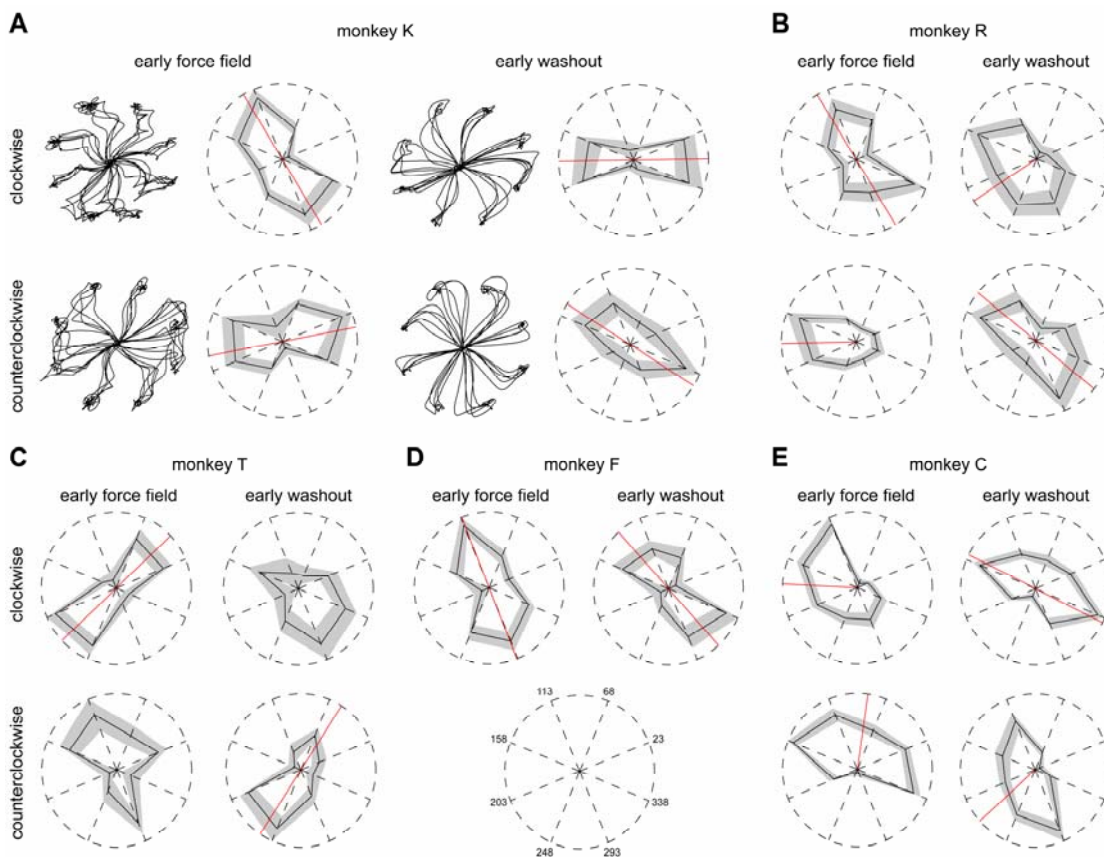 A
monkey K
early force field
early washout
clockwise
counterclockwise
B
monkey R
early force field
early washout
C
monkey T
early force field
early washout
clockwise
counterclockwise
D
monkey F
early force field
early washout
113
68
158
23
203
338
248
293
E
monkey C
early force field
early washout